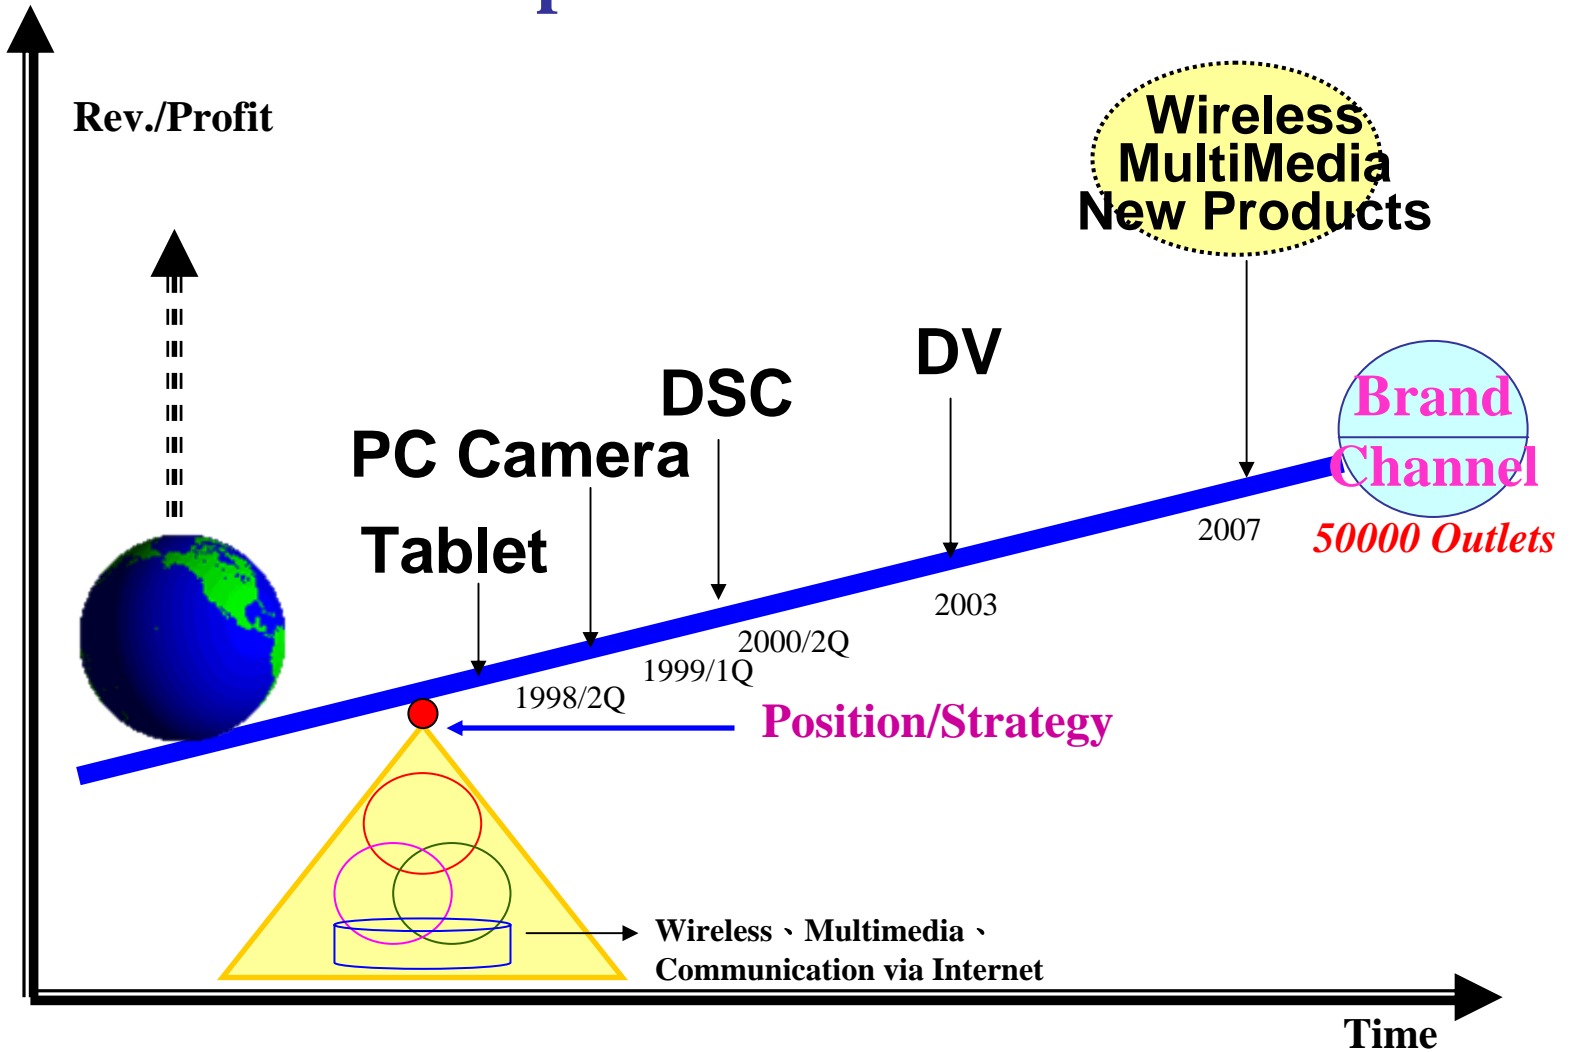 Rev./Profit
Wireless
MultiMedia
New Products
DV
DSC
PC Camera
Tablet
Brand
Channel
50000 Outlets
2007
2003
2000/2Q
1999/1Q
1998/2Q
Position/Strategy
Wireless、Multimedia、
Communication via Internet
Time